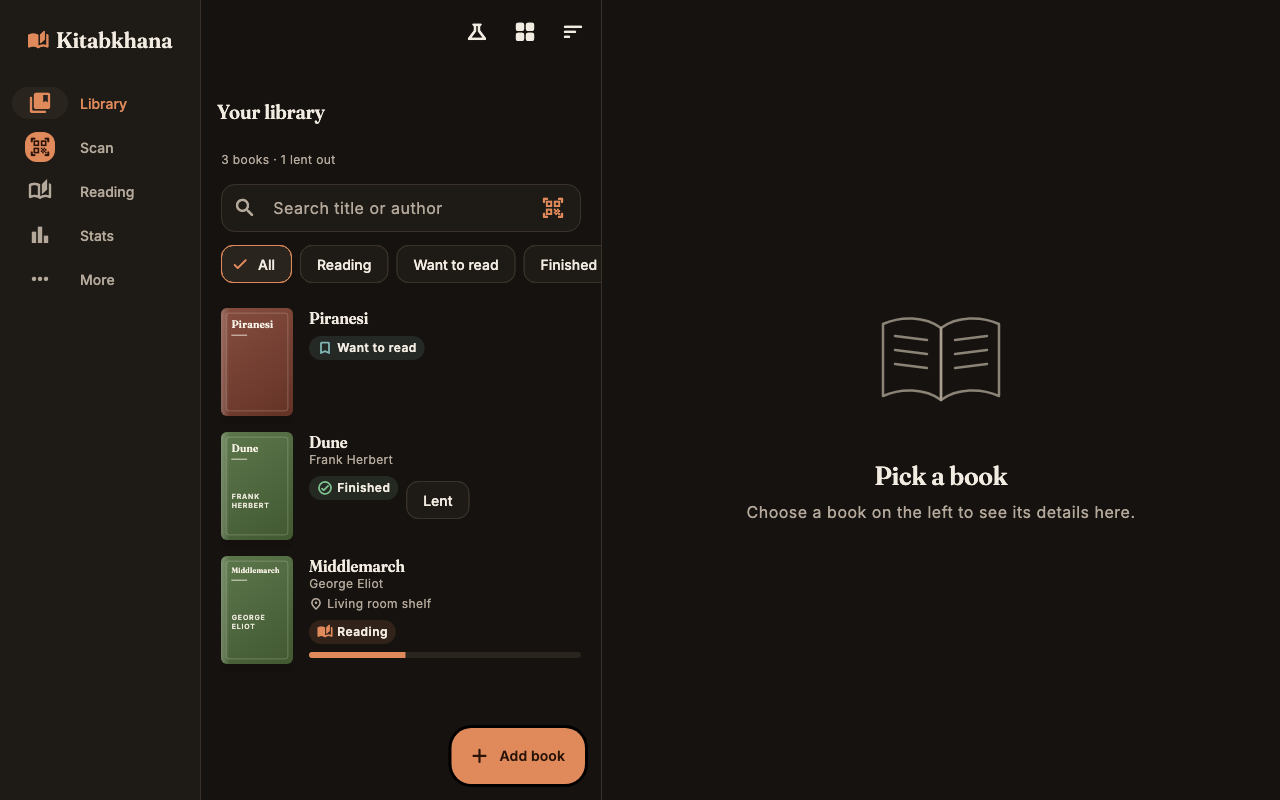 Kitabkhana
Library
Scan
Reading
Stats
More
Your library
3 books · 1 lent out
Search title or author
All
Reading
Want to read
Finished
Piranesi
Piranesi
Want to read
Dune
FRANK
HERBERT
Dune
Frank Herbert
Finished
Lent
Middlemarch
GEORGE
ELIOT
Middlemarch
George Eliot
Living room shelf
Reading
Add book
Pick a book
Choose a book on the left to see its details here.